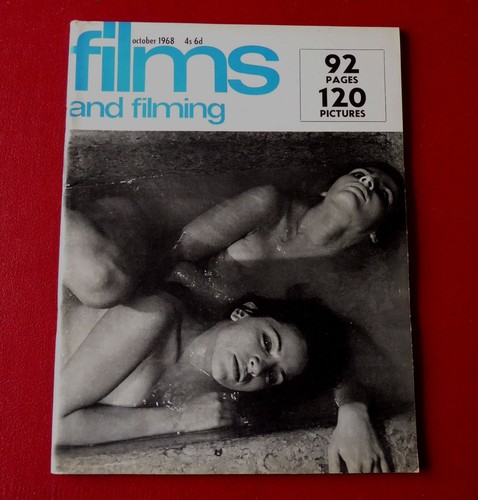 october 1968 4s 6d
films
and filming
92
PAGES
120
PICTURES